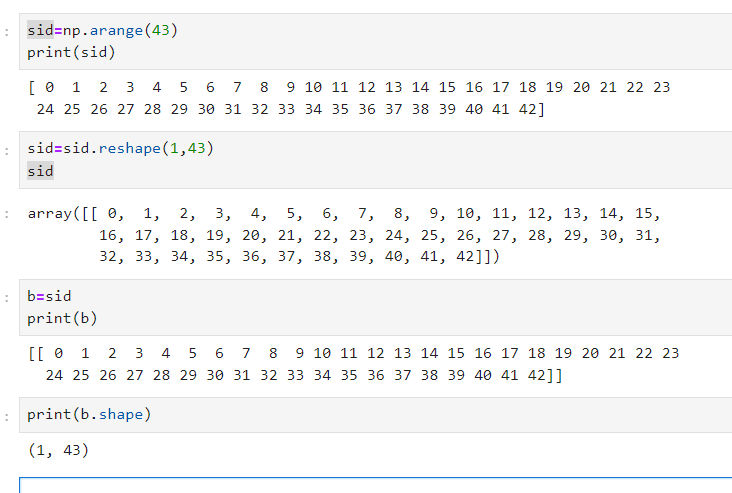 : sid=np.arange(43)
print(sid)
[ 0  1  2  3  4  5  6  7  8  9 10 11 12 13 14 15 16 17 18 19 20 21 22 23
 24 25 26 27 28 29 30 31 32 33 34 35 36 37 38 39 40 41 42]
: sid=sid.reshape(1,43)
sid
: array([[ 0,  1,  2,  3,  4,  5,  6,  7,  8,  9, 10, 11, 12, 13, 14, 15,
        16, 17, 18, 19, 20, 21, 22, 23, 24, 25, 26, 27, 28, 29, 30, 31,
        32, 33, 34, 35, 36, 37, 38, 39, 40, 41, 42]])
: b=sid
print(b)
[[ 0  1  2  3  4  5  6  7  8  9 10 11 12 13 14 15 16 17 18 19 20 21 22 23
  24 25 26 27 28 29 30 31 32 33 34 35 36 37 38 39 40 41 42]]
: print(b.shape)
(1, 43)